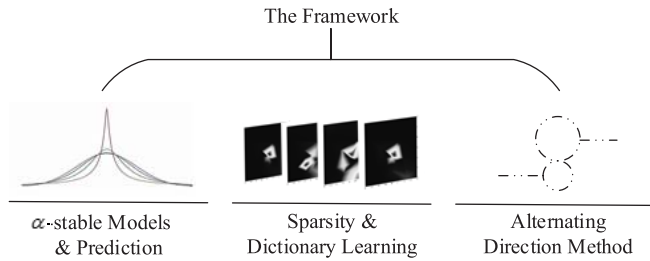 The Framework
α-stable Models
& Prediction
Sparsity &
Dictionary Learning
Alternating
Direction Method